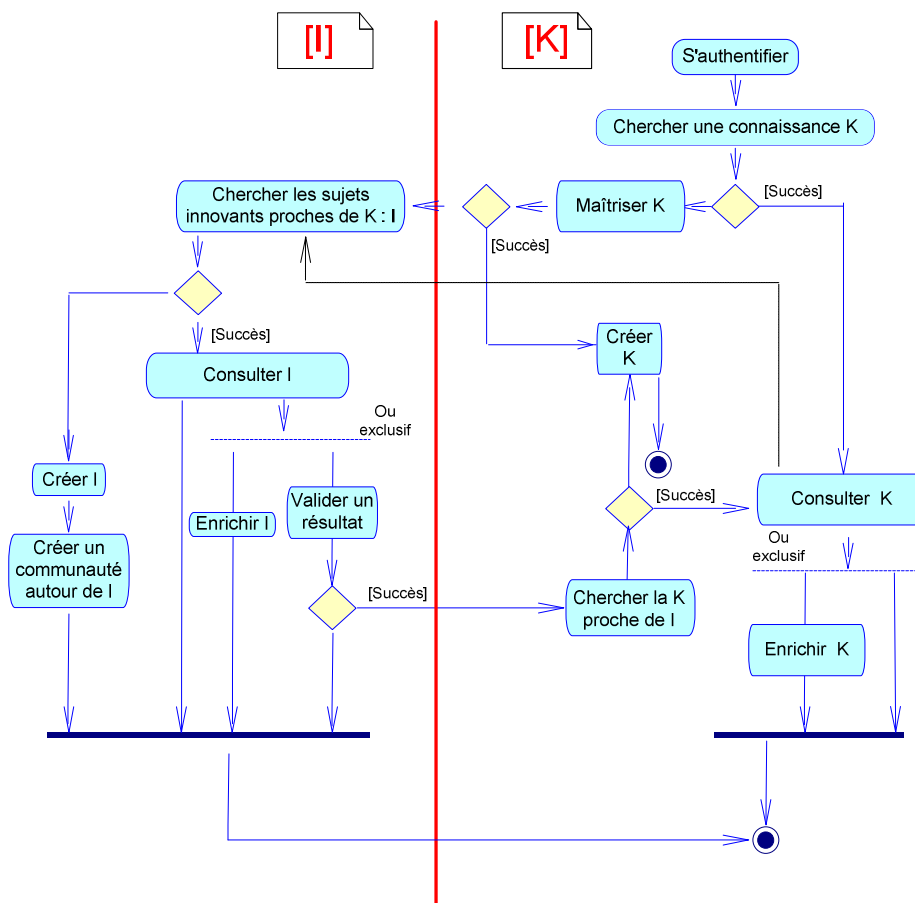 [I]
[K]
S'authentifier
Chercher une connaissance K
[Succès]
Maîtriser K
[Succès]
Chercher les sujets
innovants proches de K : I
[Succès]
Consulter I
Ou
exclusif
Créer
K
Créer I
Enrichir I
Valider un
résultat
[Succès]
Consulter K
Créer un
communauté
autour de I
[Succès]
Chercher la K
proche de I
Ou
exclusif
Enrichir K